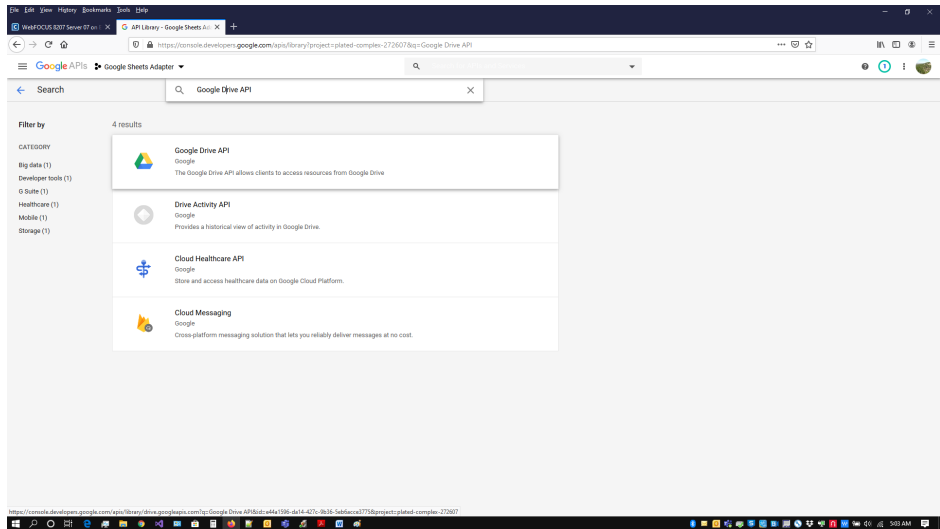 File Edit View History Bookmarks Tools Help
WebFOCUS 8207 Server 07 on
API Library - Google Sheets Ad
https://console.developers.google.com/apis/library?project=plated-complex-272607&q=Google Drive API
Google APIs Google Sheets Adapter
1
Search
Google Drive API
Filter by
4 results
CATEGORY
Big data (1)
Developer tools (1)
G Suite (1)
Healthcare (1)
Mobile (1)
Storage (1)
Google Drive API
Google
The Google Drive API allows clients to access resources from Google Drive
Drive Activity API
Google
Provides a historical view of activity in Google Drive.
Cloud Healthcare API
Google
Store and access healthcare data on Google Cloud Platform.
Cloud Messaging
Google
Cross-platform messaging solution that lets you reliably deliver messages at no cost.
https://console.developers.google.com/apis/library/drive.googleapis.com?q=Google Drive API&id=e44a1596-da14-427c-9b36-5eb6acce3775&project=plated-complex-272607
5:03 AM